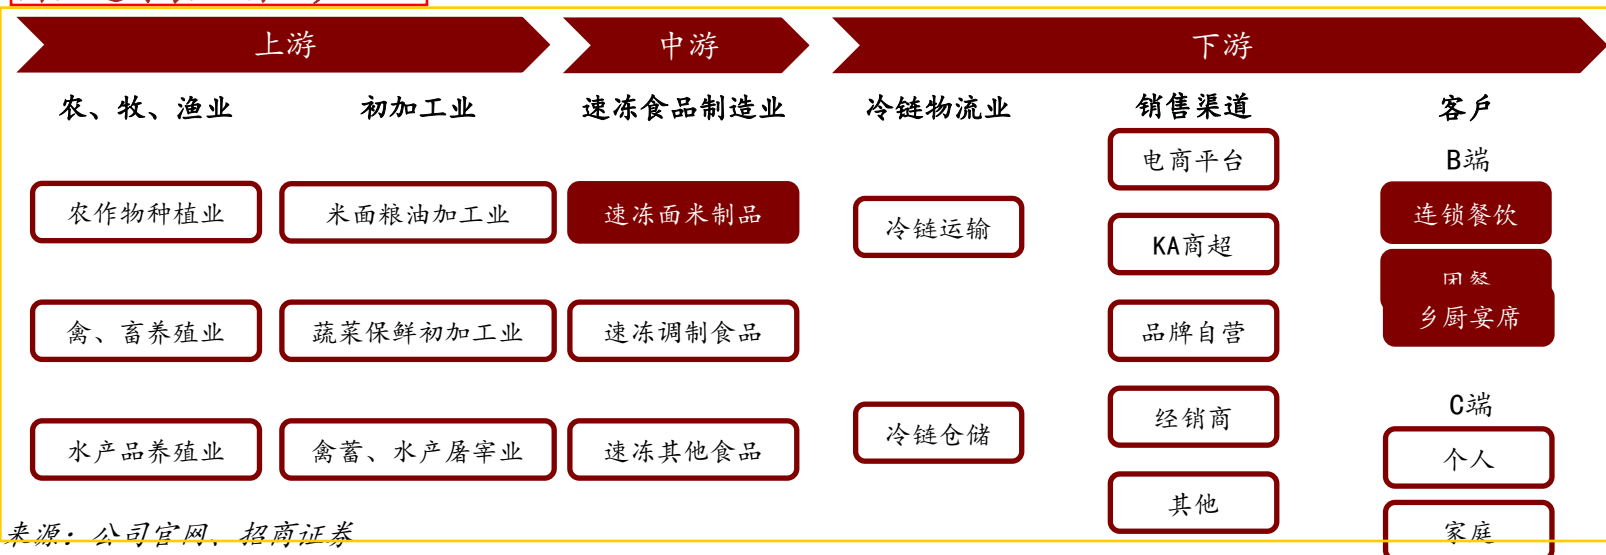 上游
中游
下游
农、牧、渔业
初加工业
速冻食品制造业
冷链物流业
销售渠道
客户
农作物种植业
禽、畜养殖业
水产品养殖业
米面粮油加工业
蔬菜保鲜初加工业
禽蓄、水产屠宰业
速冻面米制品
速冻调制食品
速冻其他食品
冷链运输
冷链仓储
电商平台
KA商超
品牌自营
经销商
其他
B端
连锁餐饮
团餐
乡厨宴席
C端
个人
家庭
来源：公司官网、招商证券